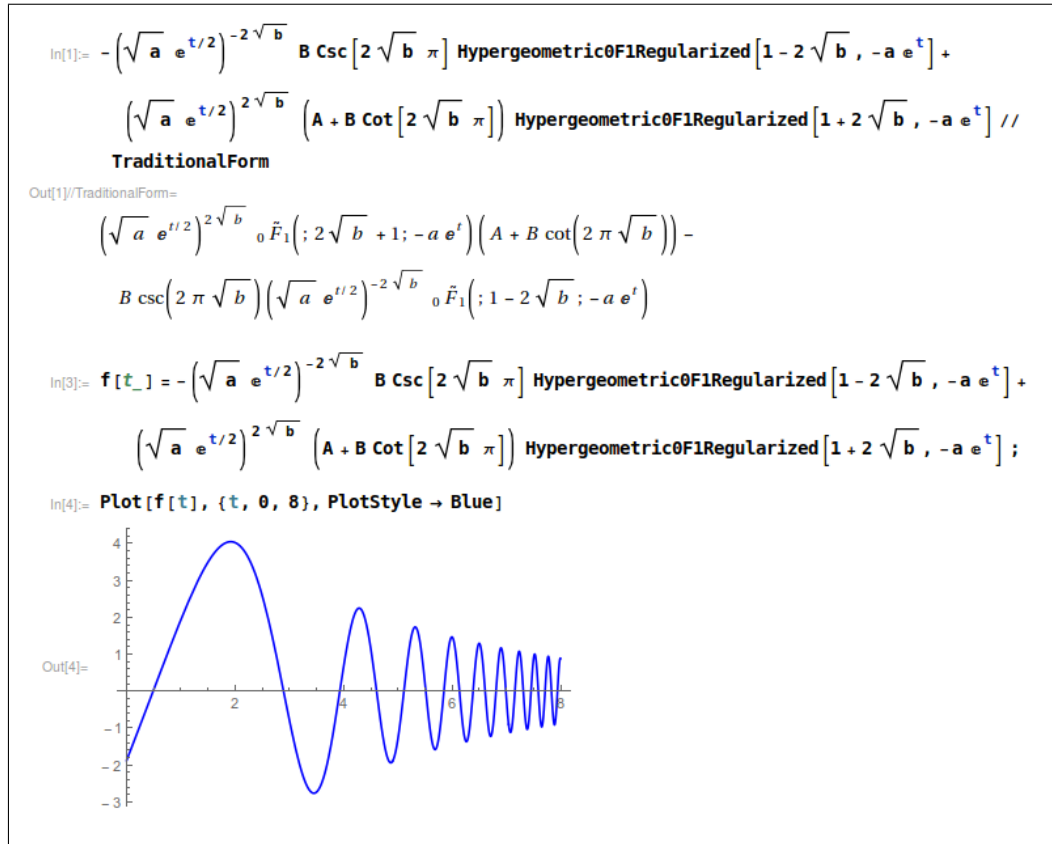 In[1]:= -(√a ⅇ^(t/2))^(-2 √b) B Csc[2 √b π] Hypergeometric0F1Regularized[1 - 2 √b , -a ⅇ^t] +
(√a ⅇ^(t/2))^(2 √b) (A + B Cot[2 √b π]) Hypergeometric0F1Regularized[1 + 2 √b , -a ⅇ^t] //
TraditionalForm
Out[1]//TraditionalForm=
(√a ⅇ^(t/2))^(2 √b) ₀F̃₁(; 2 √b + 1; -a ⅇ^t) (A + B cot(2 π √b)) -
B csc(2 π √b) (√a ⅇ^(t/2))^(-2 √b) ₀F̃₁(; 1 - 2 √b ; -a ⅇ^t)
In[3]:= f[t_] = -(√a ⅇ^(t/2))^(-2 √b) B Csc[2 √b π] Hypergeometric0F1Regularized[1 - 2 √b , -a ⅇ^t] +
(√a ⅇ^(t/2))^(2 √b) (A + B Cot[2 √b π]) Hypergeometric0F1Regularized[1 + 2 √b , -a ⅇ^t] ;
In[4]:= Plot[f[t], {t, 0, 8}, PlotStyle → Blue]
4
3
2
1
Out[4]=
2 4 6 8
-1
-2
-3